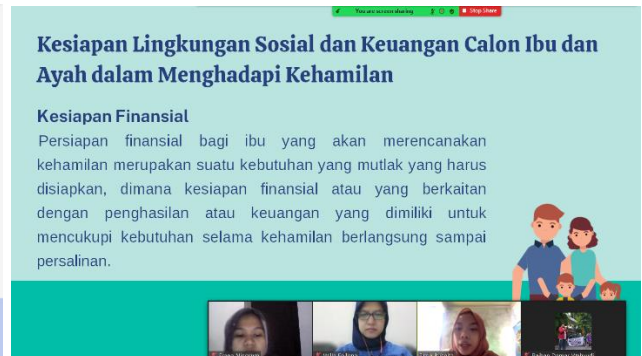 You are screen sharing
Stop Share
Kesiapan Lingkungan Sosial dan Keuangan Calon Ibu dan
Ayah dalam Menghadapi Kehamilan
Kesiapan Finansial
Persiapan finansial bagi ibu yang akan merencanakan
kehamilan merupakan suatu kebutuhan yang mutlak yang harus
disiapkan, dimana kesiapan finansial atau yang berkaitan
dengan penghasilan atau keuangan yang dimiliki untuk
mencukupi kebutuhan selama kehamilan berlangsung sampai
persalinan.